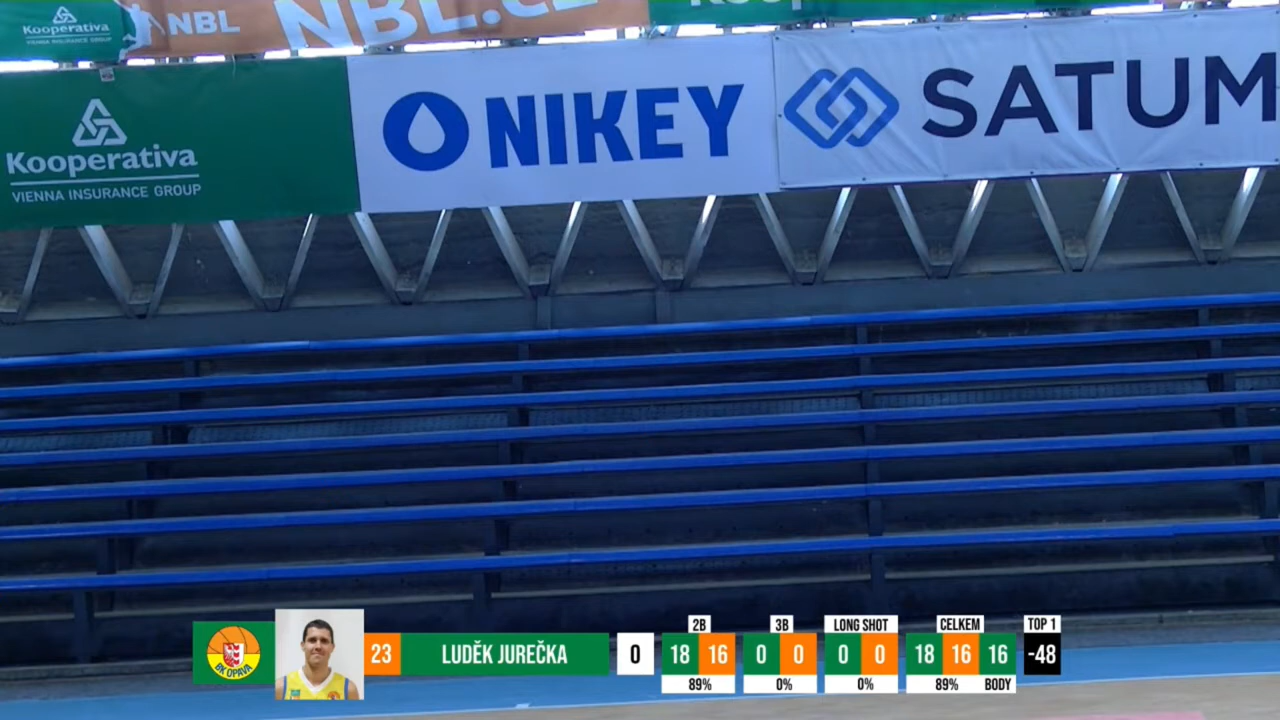 Kooperativa
VIENNA INSURANCE GROUP
NBL
NBL.cz
Kooperativa
VIENNA INSURANCE GROUP
NIKEY
SATUM
BK OPAVA
23
LUDĚK JUREČKA
0
2B
18 16
89%
3B
0 0
0%
LONG SHOT
0 0
0%
CELKEM
18 16 16
89% BODY
TOP 1
-48